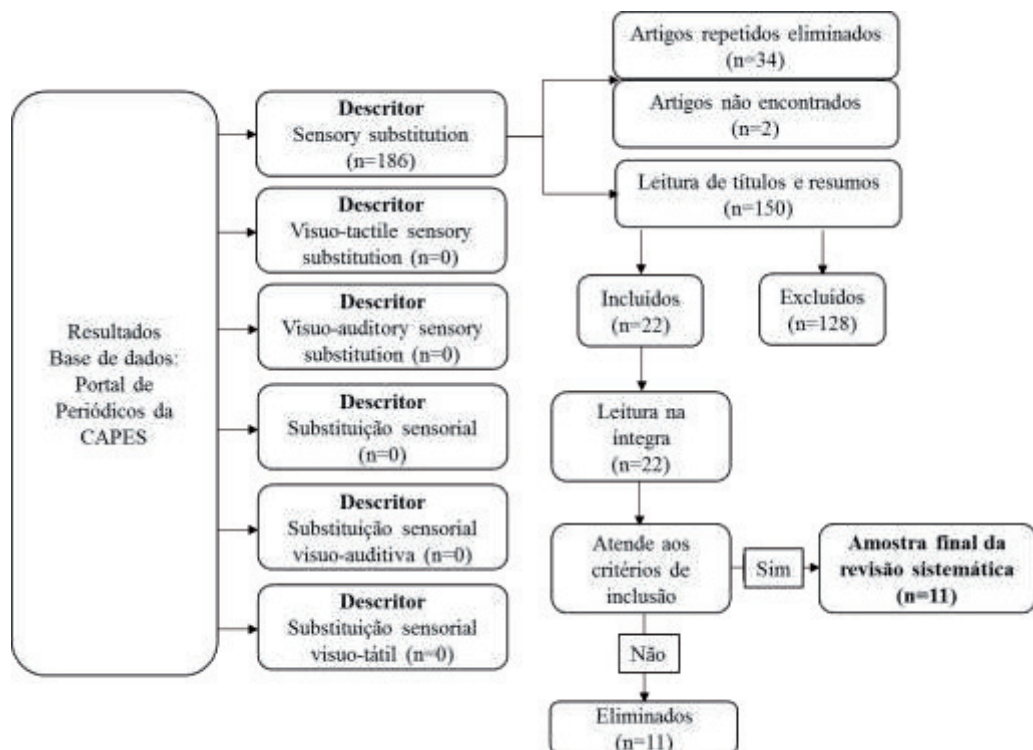 Resultados
Base de dados:
Portal de
Periódicos da
CAPES
Descritor
Sensory substitution
(n=186)
Descritor
Visuo-tactile sensory
substitution (n=0)
Descritor
Visuo-auditory sensory
substitution (n=0)
Descritor
Substituição sensorial
(n=0)
Descritor
Substituição sensorial
visuo-auditiva (n=0)
Descritor
Substituição sensorial
visuo-tátil (n=0)
Artigos repetidos eliminados
(n=34)
Artigos não encontrados
(n=2)
Leitura de títulos e resumos
(n=150)
Incluídos
(n=22)
Excluídos
(n=128)
Leitura na
íntegra
(n=22)
Atende aos
critérios de
inclusão
Sim
Amostra final da
revisão sistemática
(n=11)
Não
Eliminados
(n=11)